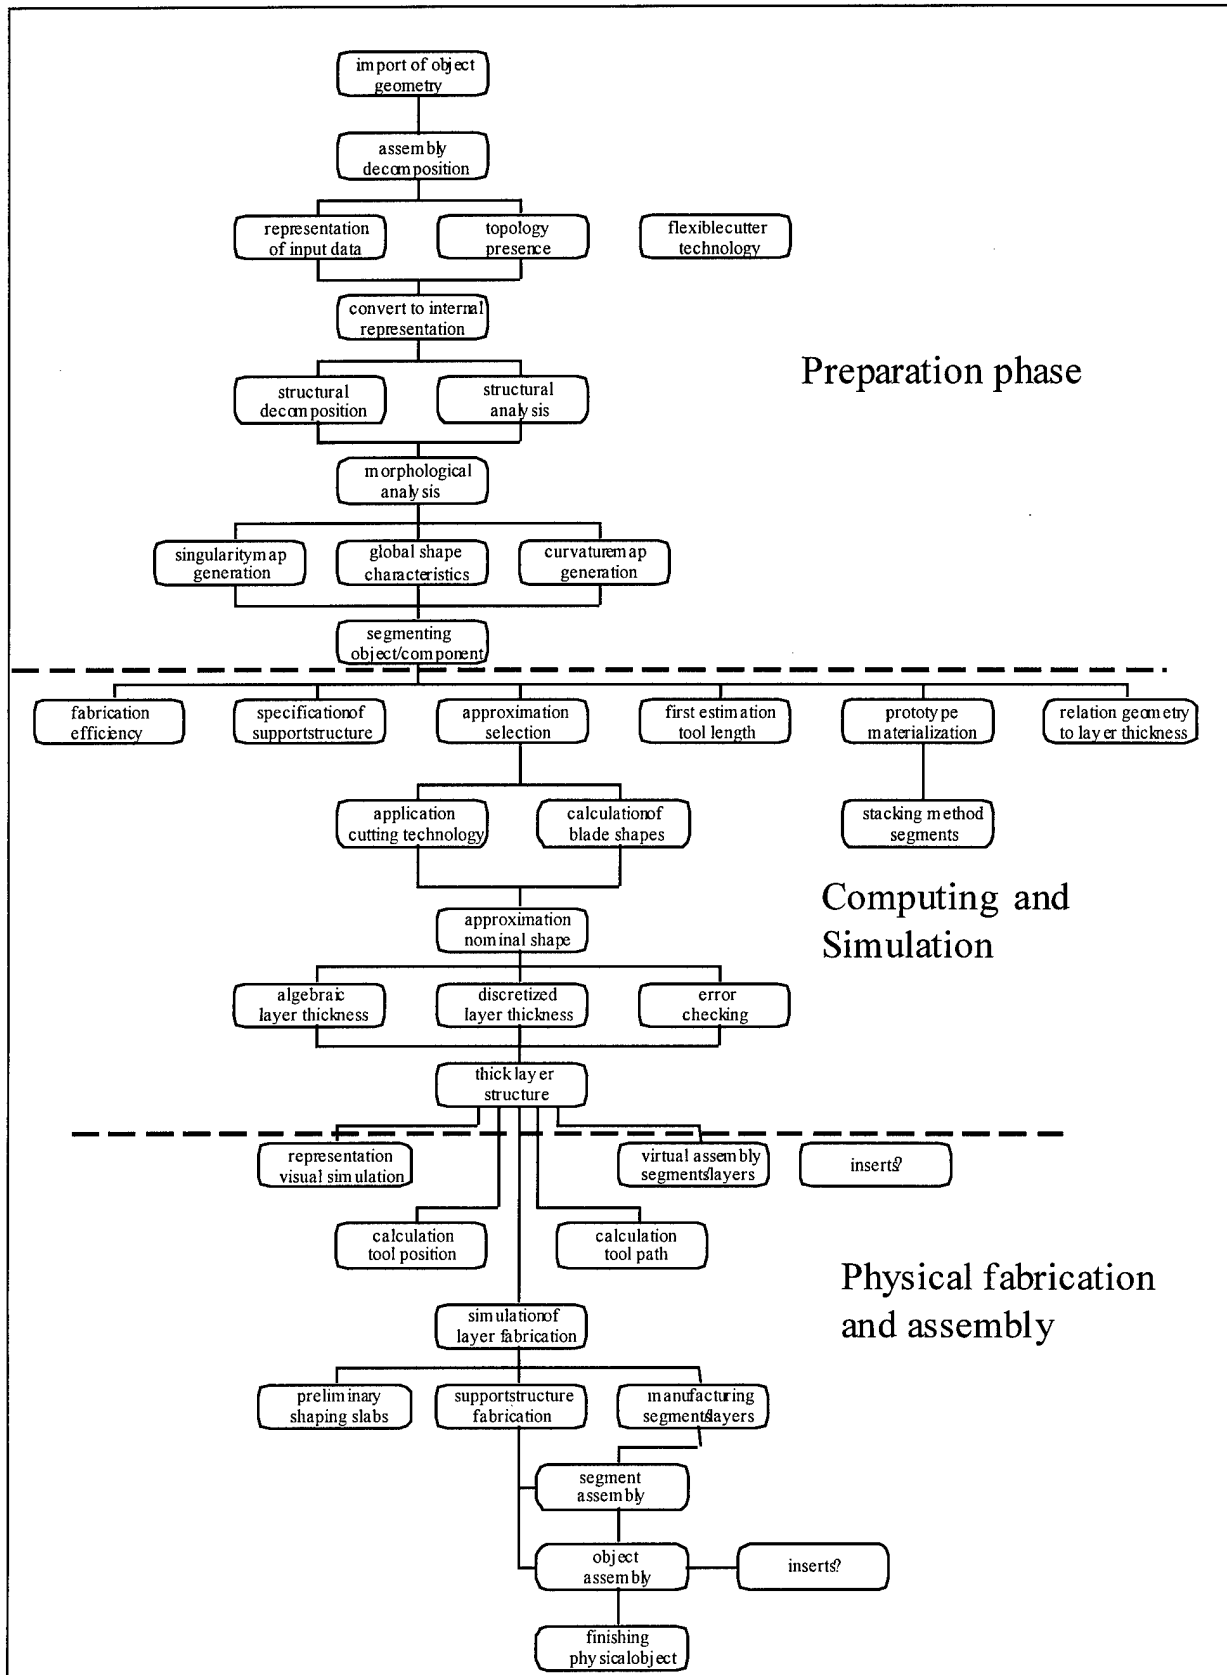 import of object
geometry
assembly
decomposition
representation
of input data
topology
presence
flexiblecutter
technology
convert to internal
representation
structural
decomposition
structural
analysis
Preparation phase
morphological
analysis
singularitymap
generation
global shape
characteristics
curvaturemap
generation
segmenting
object/component
fabrication
efficiency
specificationof
supportstructure
approximation
selection
first estimation
tool length
prototype
materialization
relation geometry
to layer thickness
application
cutting technology
calculationof
blade shapes
stacking method
segments
Computing and
Simulation
approximation
nominal shape
algebraic
layer thickness
discretized
layer thickness
error
checking
thicklayer
structure
representation
visual simulation
virtual assembly
segments/layers
inserts?
calculation
tool position
calculation
tool path
Physical fabrication
and assembly
simulationof
layer fabrication
preliminary
shaping slabs
supportstructure
fabrication
manufacturing
segments/layers
segment
assembly
object
assembly
inserts?
finishing
physicalobject